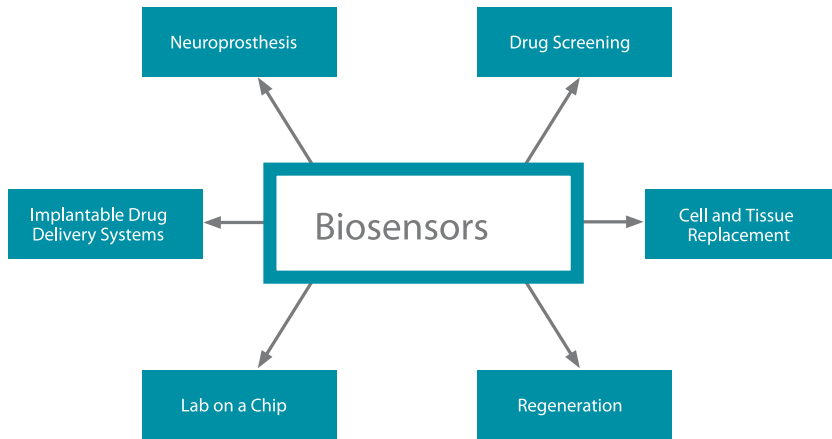 Neuroprosthesis
Drug Screening
Implantable Drug
Delivery Systems
Biosensors
Cell and Tissue
Replacement
Lab on a Chip
Regeneration